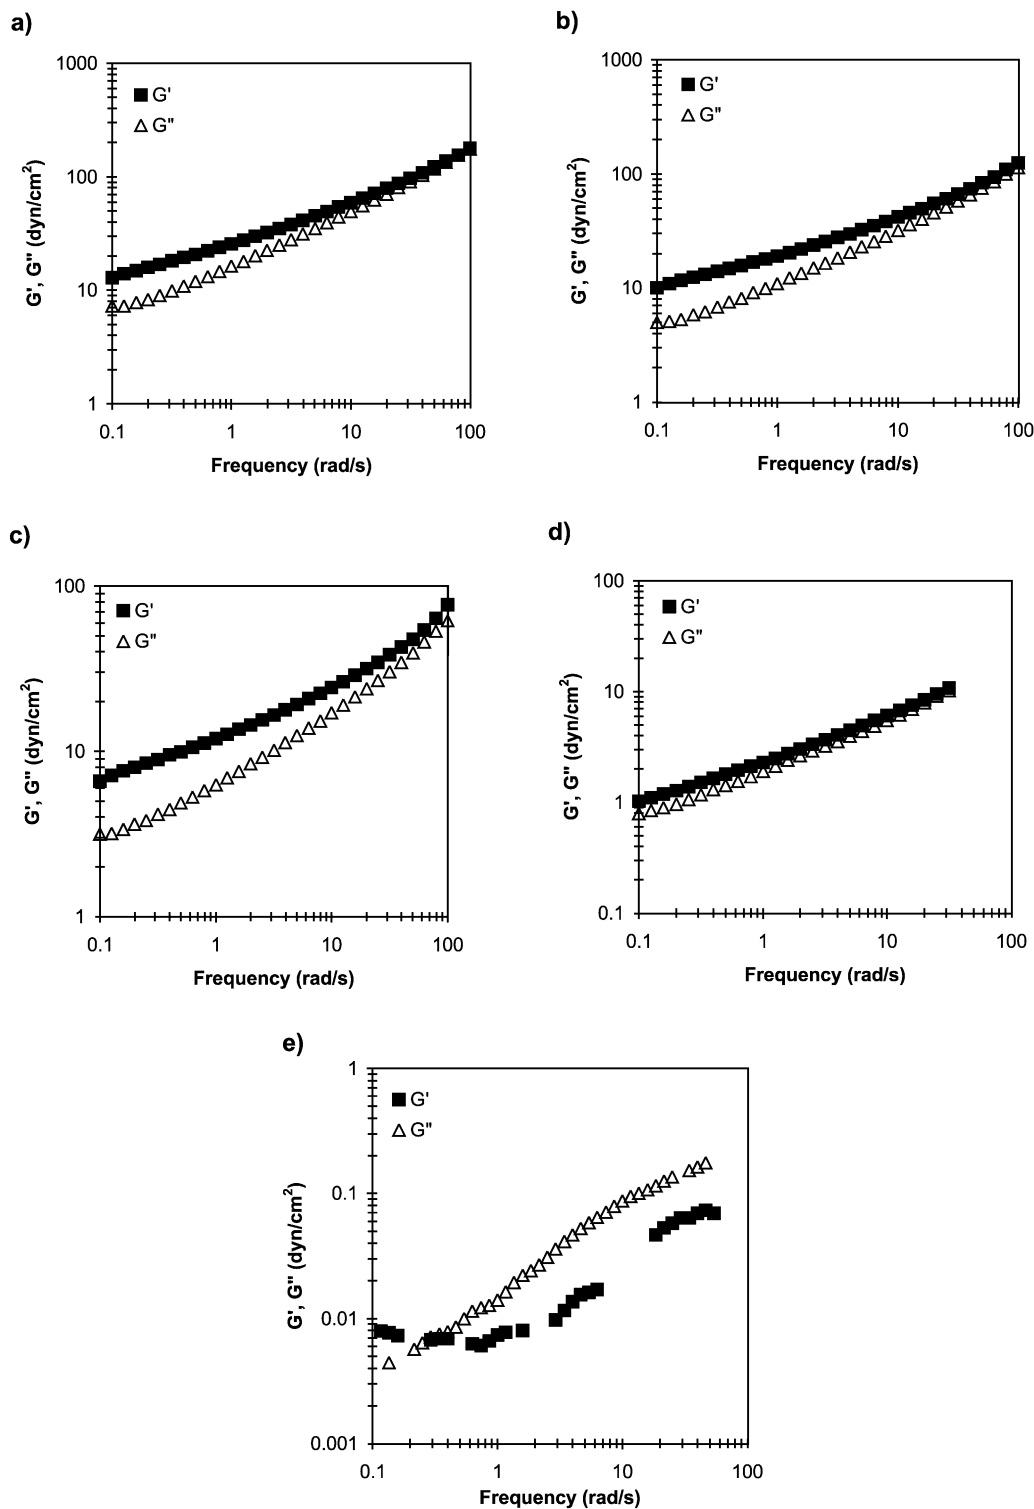 a)
1000
100
10
1
G', G" (dyn/cm²)
G'
G"
0.1 1 10 100
Frequency (rad/s)
b)
1000
100
10
1
G', G" (dyn/cm²)
G'
G"
0.1 1 10 100
Frequency (rad/s)
c)
100
10
1
G', G" (dyn/cm²)
G'
G"
0.1 1 10 100
Frequency (rad/s)
d)
100
10
1
0.1
G', G" (dyn/cm²)
G'
G"
0.1 1 10 100
Frequency (rad/s)
e)
1
0.1
0.01
0.001
G', G" (dyn/cm²)
G'
G"
0.1 1 10 100
Frequency (rad/s)